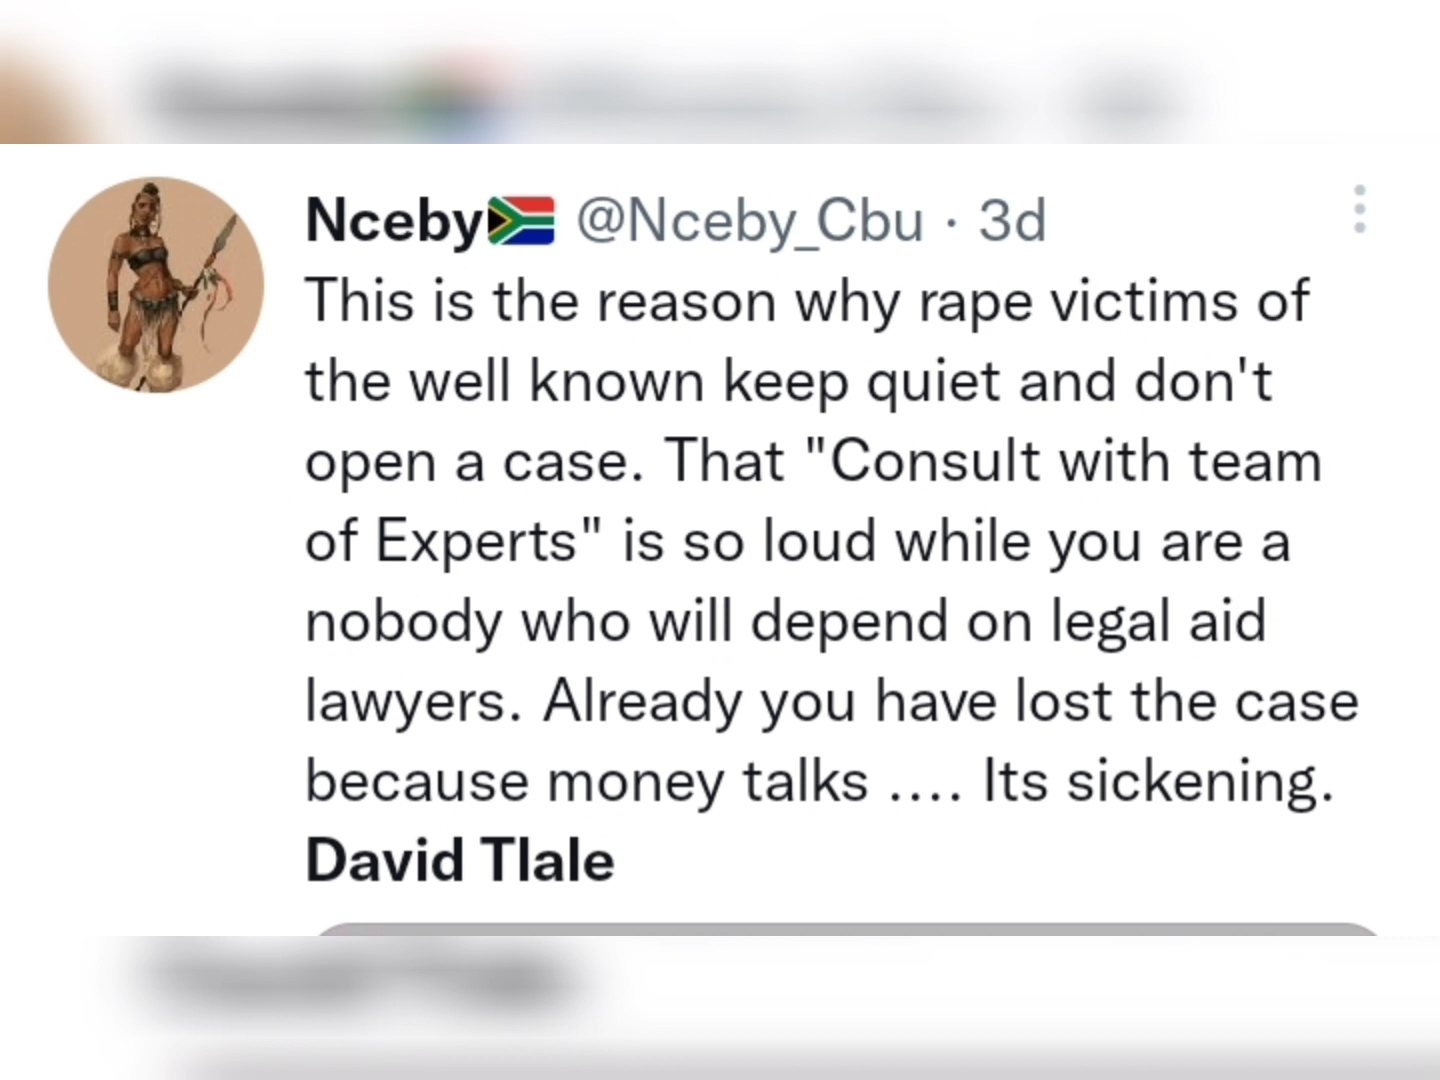 Nceby🇿🇦 @Nceby_Cbu · 3d
This is the reason why rape victims of
the well known keep quiet and don't
open a case. That "Consult with team
of Experts" is so loud while you are a
nobody who will depend on legal aid
lawyers. Already you have lost the case
because money talks .... Its sickening.
David Tlale